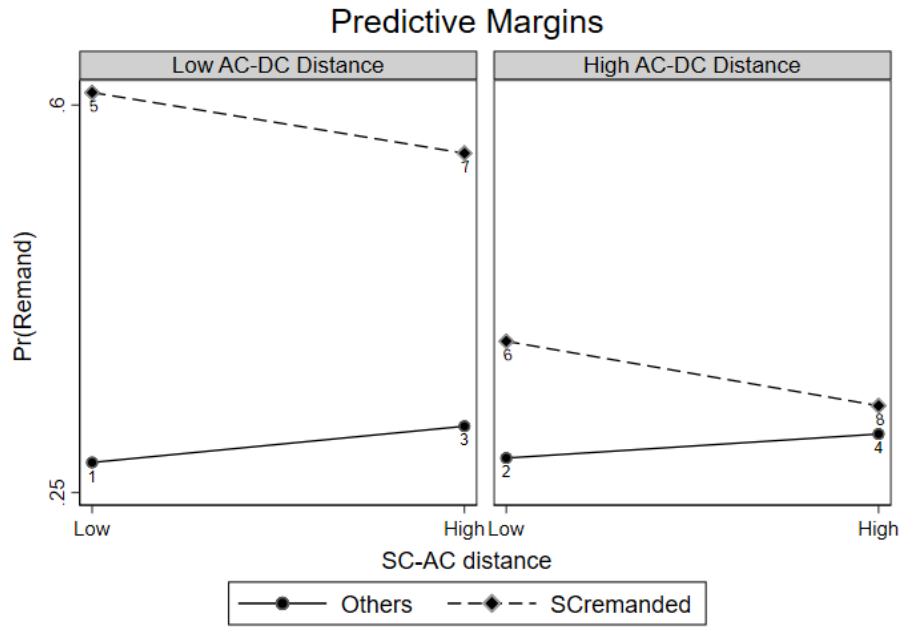 Predictive Margins
Low AC-DC Distance
High AC-DC Distance
Pr(Remand)
.6
.25
5
7
1
3
6
8
2
4
Low
High
Low
High
SC-AC distance
Others
SCremanded